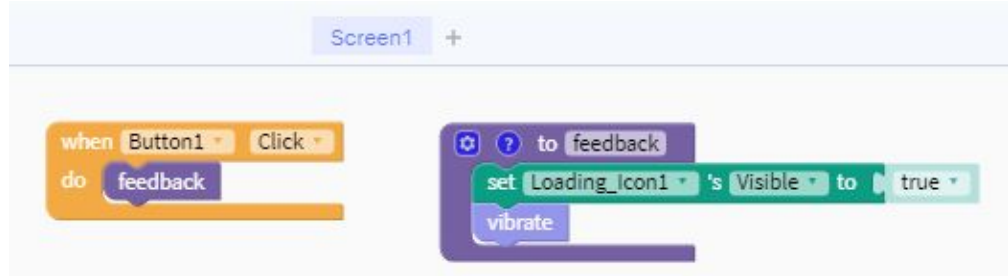 Screen1 +
when Button1 Click
do feedback
? to feedback
set Loading_Icon1 's Visible to true
vibrate